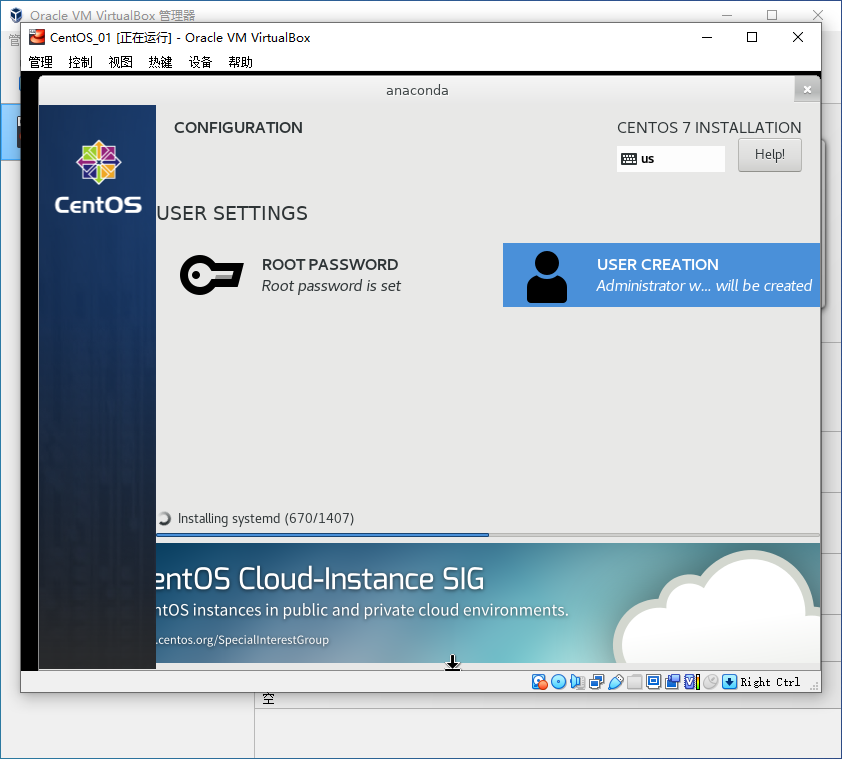 Oracle VM VirtualBox 管理器
CentOS_01 [正在运行] - Oracle VM VirtualBox
管理 控制 视图 热键 设备 帮助
anaconda
CONFIGURATION
CENTOS 7 INSTALLATION
us
Help!
CentOS
USER SETTINGS
ROOT PASSWORD
Root password is set
USER CREATION
Administrator w... will be created
Installing systemd (670/1407)
entOS Cloud-Instance SIG
ntOS instances in public and private cloud environments.
.centos.org/SpecialInterestGroup
Right Ctrl
空